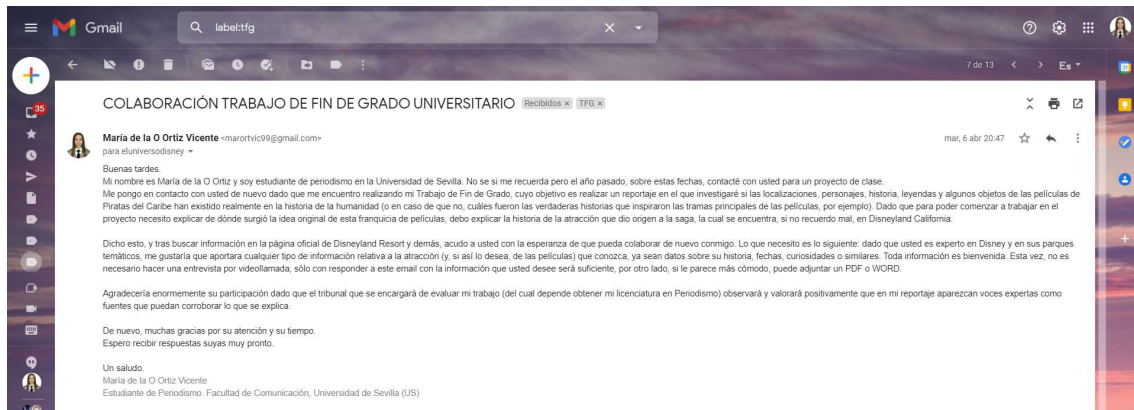 Gmail
label:tfg
7 de 13
Es
35
COLABORACIÓN TRABAJO DE FIN DE GRADO UNIVERSITARIO Recibidos x TFG x
María de la O Ortiz Vicente <marortvic99@gmail.com>
mar, 6 abr 20:47
para eluniversodisney
Buenas tardes.
Mi nombre es María de la O Ortiz y soy estudiante de periodismo en la Universidad de Sevilla. No se si me recuerda pero el año pasado, sobre estas fechas, contacté con usted para un proyecto de clase.
Me pongo en contacto con usted de nuevo dado que me encuentro realizando mi Trabajo de Fin de Grado, cuyo objetivo es realizar un reportaje en el que investigaré si las localizaciones, personajes, historia, leyendas y algunos objetos de las películas de
Piratas del Caribe han existido realmente en la historia de la humanidad (o en caso de que no, cuáles fueron las verdaderas historias que inspiraron las tramas principales de las películas, por ejemplo). Dado que para poder comenzar a trabajar en el
proyecto necesito explicar de dónde surgió la idea original de esta franquicia de películas, debo explicar la historia de la atracción que dio origen a la saga, la cual se encuentra, si no recuerdo mal, en Disneyland California.
Dicho esto, y tras buscar información en la página oficial de Disneyland Resort y demás, acudo a usted con la esperanza de que pueda colaborar de nuevo conmigo. Lo que necesito es lo siguiente: dado que usted es experto en Disney y en sus parques
temáticos, me gustaría que aportara cualquier tipo de información relativa a la atracción (y, si así lo desea, de las películas) que conozca, ya sean datos sobre su historia, fechas, curiosidades o similares. Toda información es bienvenida. Esta vez, no es
necesario hacer una entrevista por videollamada, sólo con responder a este email con la información que usted desee será suficiente, por otro lado, si le parece más cómodo, puede adjuntar un PDF o WORD.
Agradecería enormemente su participación dado que el tribunal que se encargará de evaluar mi trabajo (del cual depende obtener mi licenciatura en Periodismo) observará y valorará positivamente que en mi reportaje aparezcan voces expertas como
fuentes que puedan corroborar lo que se explica.
De nuevo, muchas gracias por su atención y su tiempo.
Espero recibir respuestas suyas muy pronto.
Un saludo.
María de la O Ortiz Vicente
Estudiante de Periodismo. Facultad de Comunicación, Universidad de Sevilla (US)